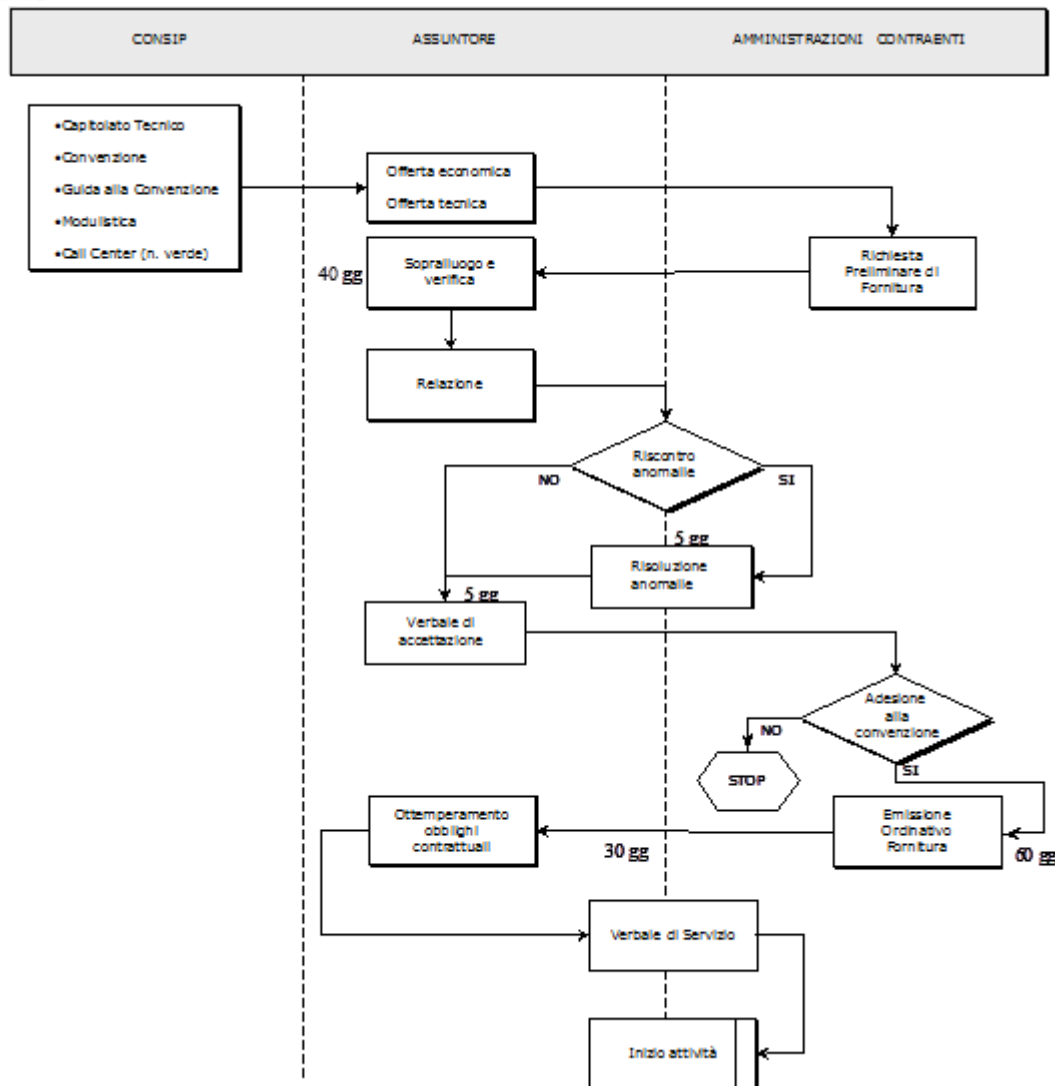 CONSIP
ASSUNTORE
AMMINISTRAZIONI CONTRAENTI
•Capitolato Tecnico
•Convenzione
•Guida alla Convenzione
•Modulistica
•Call Center (n. verde)
Offerta economica
Offerta tecnica
Richiesta
Preliminare di
Fornitura
40 gg
Sopralluogo e
verifica
Relazione
Riscontro
anomalie
NO
SI
5 gg
Risoluzione
anomalie
5 gg
Verbale di
accettazione
Adesione
alla
convenzione
NO
SI
STOP
Emissione
Ordinativo
Fornitura
60 gg
30 gg
Ottemperamento
obblighi
contrattuali
Verbale di Servizio
Inizio attività